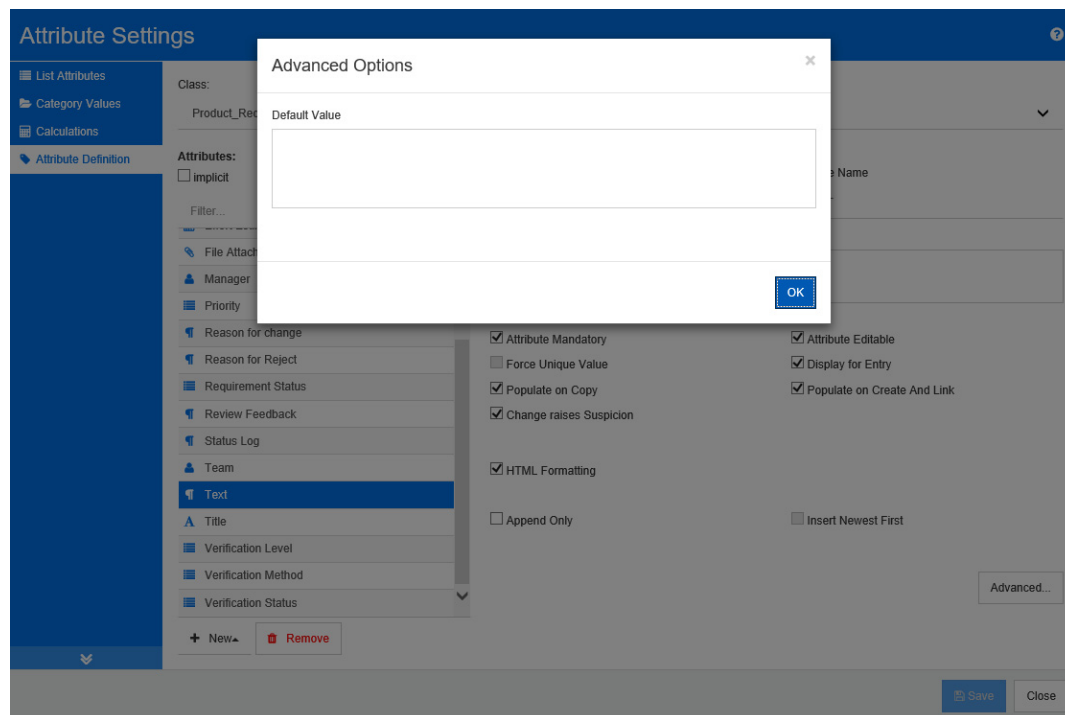 Attribute Settings
Advanced Options
×
List Attributes
Category Values
Calculations
Attribute Definition
Class:
Product_Rec
Default Value
Attributes:
implicit
Filter...
Name
File Attach
Manager
Priority
Reason for change
Reason for Reject
Requirement Status
Review Feedback
Status Log
Team
Text
Title
Verification Level
Verification Method
Verification Status
OK
Attribute Mandatory
Attribute Editable
Force Unique Value
Display for Entry
Populate on Copy
Populate on Create And Link
Change raises Suspicion
HTML Formatting
Append Only
Insert Newest First
Advanced...
+ New
Remove
Save
Close